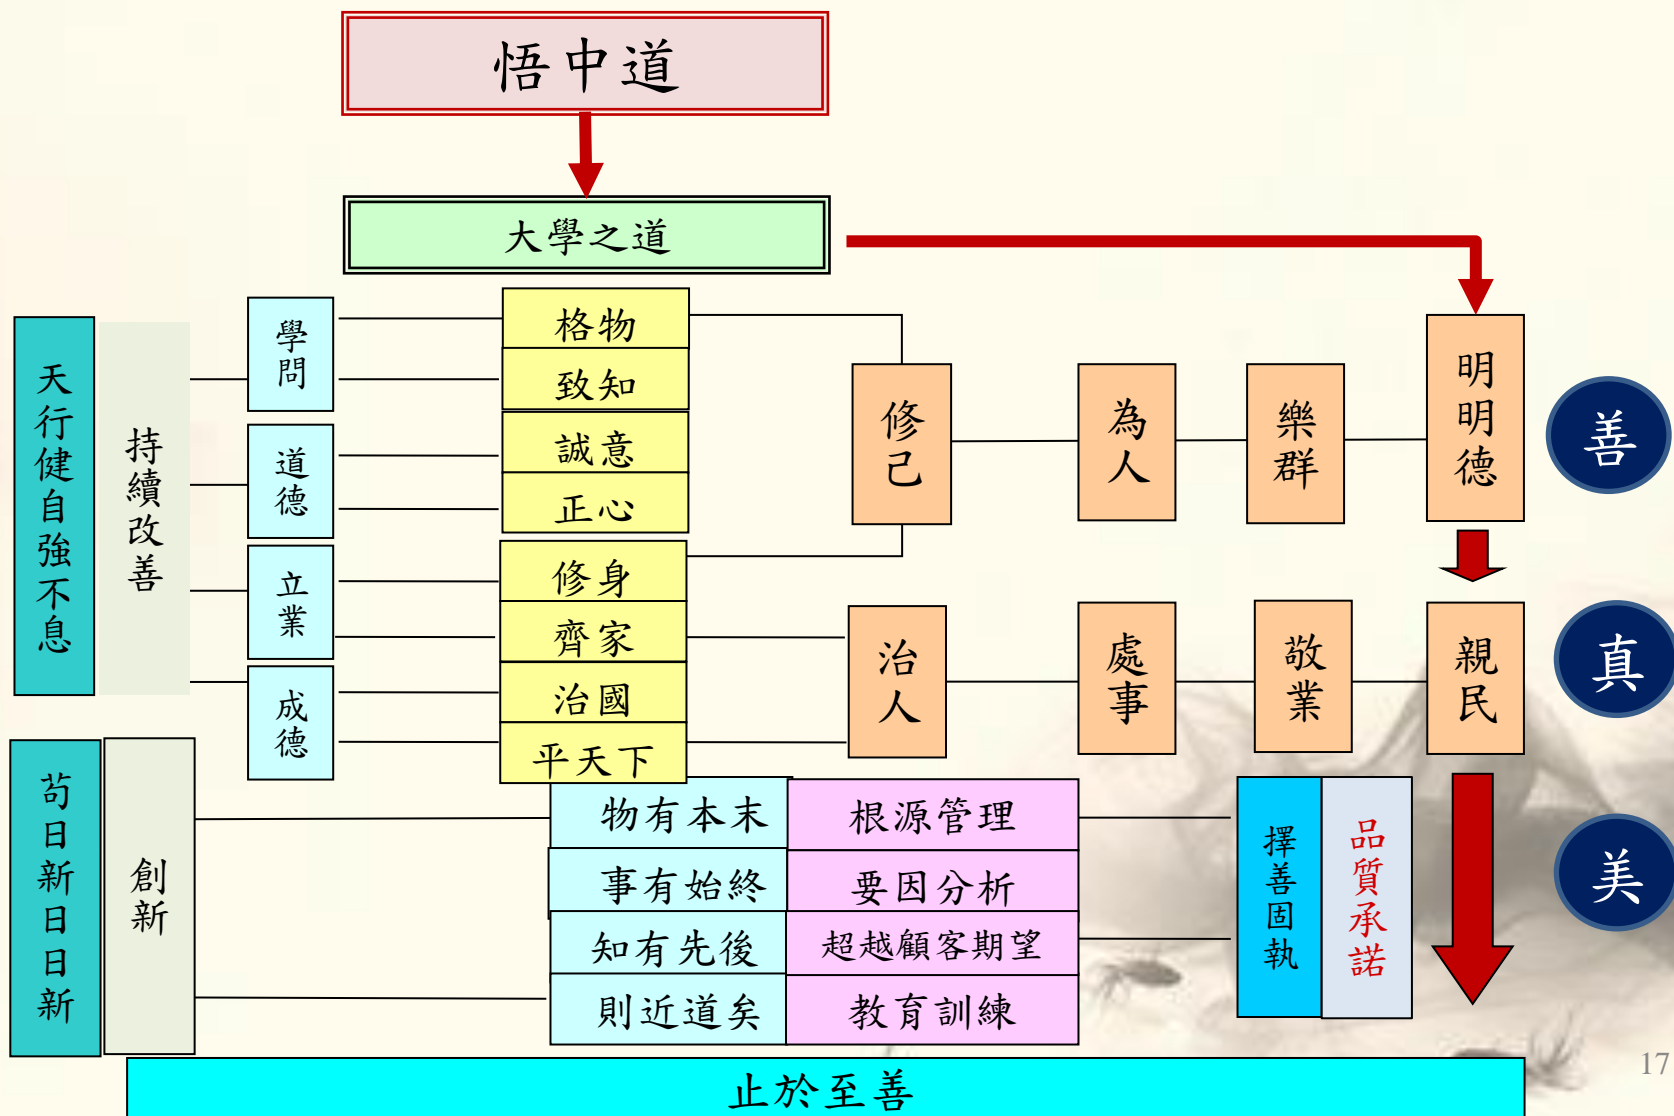 悟中道
大學之道
天行健自強不息
持續改善
學問
道德
立業
成德
格物
致知
誠意
正心
修身
齊家
治國
平天下
修己
為人
樂群
明明德
善
治人
處事
敬業
親民
真
苟日新日日新
創新
物有本末
根源管理
事有始終
要因分析
知有先後
超越顧客期望
則近道矣
教育訓練
擇善固執
品質承諾
美
止於至善
17